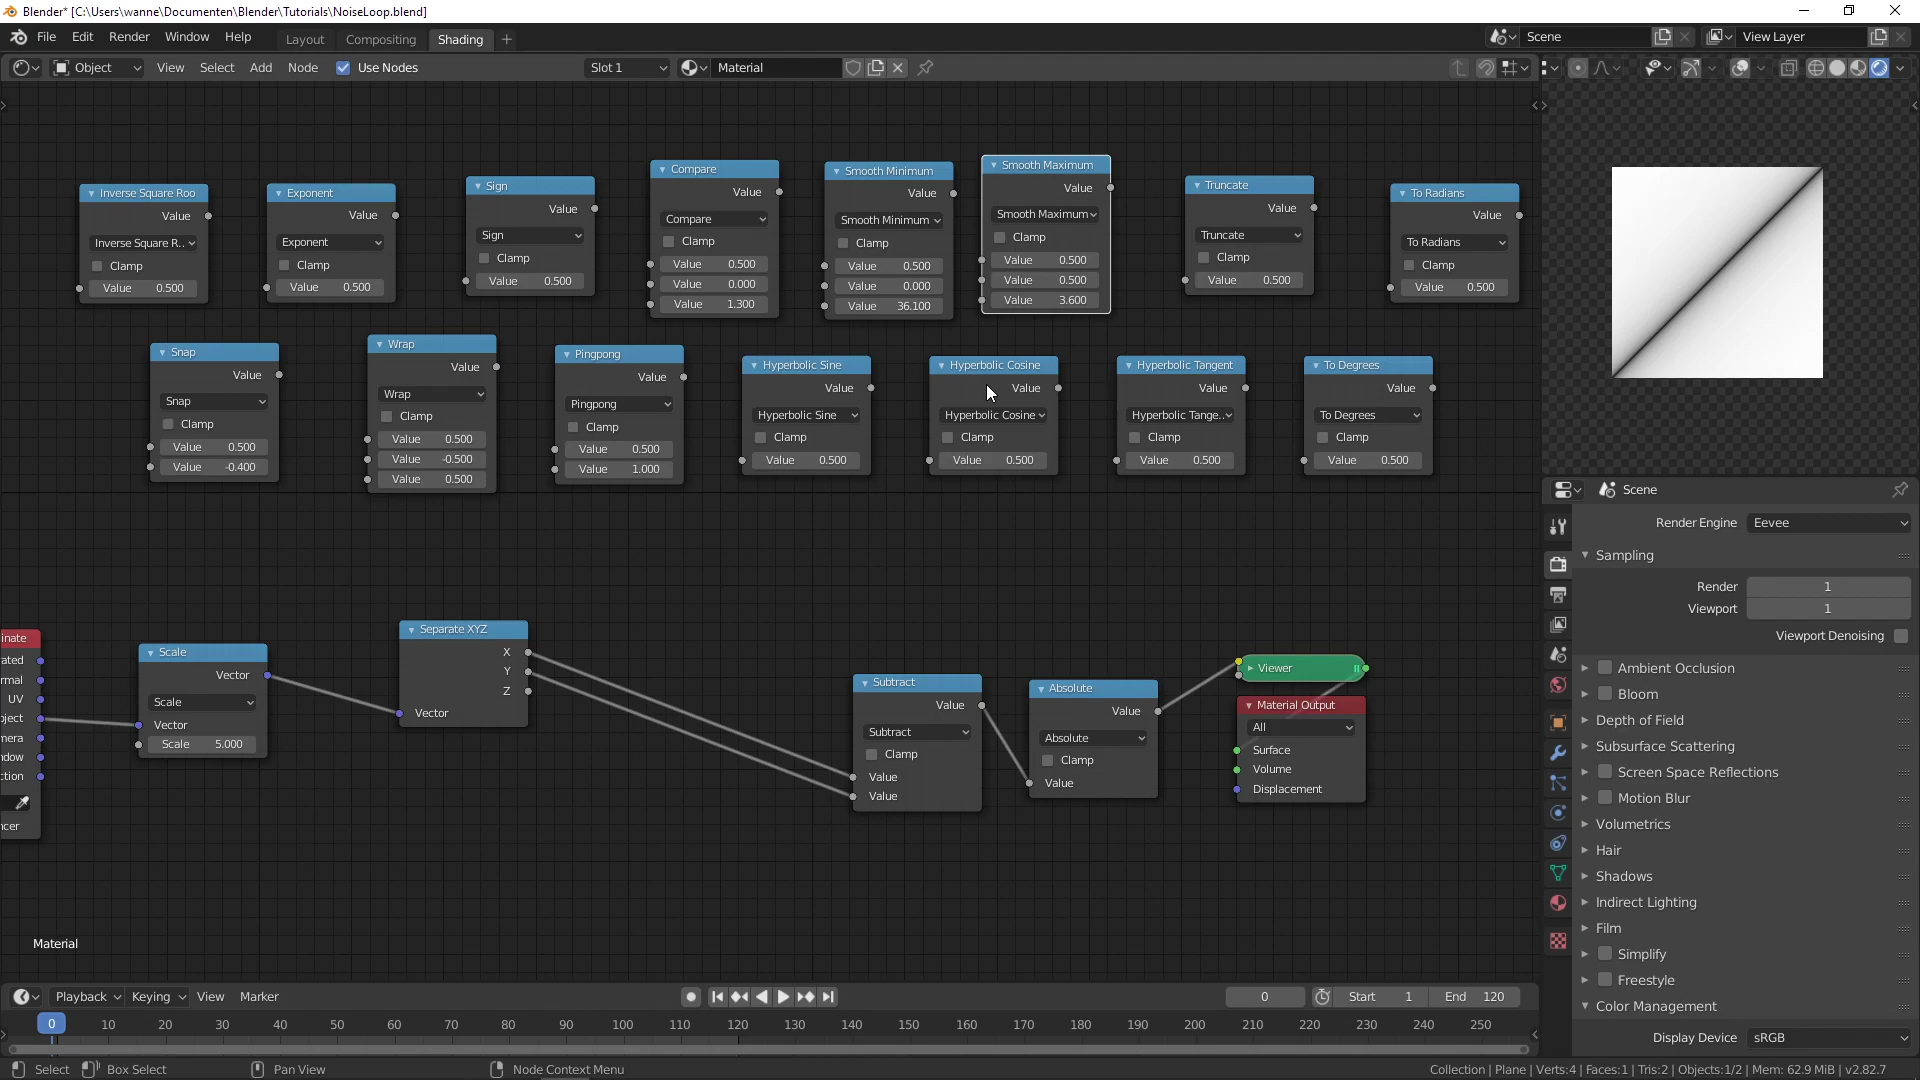 Blender* [C:\Users\wanne\Documenten\Blender\Tutorials\NoiseLoop.blend]
File Edit Render Window Help Layout Compositing Shading + Scene View Layer
Object View Select Add Node Use Nodes Slot 1 Material
Inverse Square Roo
Value
Inverse Square R..
Clamp
Value 0.500
Exponent
Value
Exponent
Clamp
Value 0.500
Sign
Value
Sign
Clamp
Value 0.500
Compare
Value
Compare
Clamp
Value 0.500
Value 0.000
Value 1.300
Smooth Minimum
Value
Smooth Minimum
Clamp
Value 0.500
Value 0.000
Value 36.100
Smooth Maximum
Value
Smooth Maximum
Clamp
Value 0.500
Value 0.500
Value 3.600
Truncate
Value
Truncate
Clamp
Value 0.500
To Radians
Value
To Radians
Clamp
Value 0.500
Snap
Value
Snap
Clamp
Value 0.500
Value -0.400
Wrap
Value
Wrap
Clamp
Value 0.500
Value -0.500
Value 0.500
Pingpong
Value
Pingpong
Clamp
Value 0.500
Value 1.000
Hyperbolic Sine
Value
Hyperbolic Sine
Clamp
Value 0.500
Hyperbolic Cosine
Value
Hyperbolic Cosine
Clamp
Value 0.500
Hyperbolic Tangent
Value
Hyperbolic Tange..
Clamp
Value 0.500
To Degrees
Value
To Degrees
Clamp
Value 0.500
inate
ated
rmal
UV
oject
mera
ndow
ction
ncer
Scale
Vector
Scale
Vector
Scale 5.000
Separate XYZ
X
Y
Z
Vector
Subtract
Value
Subtract
Clamp
Value
Value
Absolute
Value
Absolute
Clamp
Value
Viewer
Material Output
All
Surface
Volume
Displacement
Material
Scene
Render Engine Eevee
Sampling
Render 1
Viewport 1
Viewport Denoising
Ambient Occlusion
Bloom
Depth of Field
Subsurface Scattering
Screen Space Reflections
Motion Blur
Volumetrics
Hair
Shadows
Indirect Lighting
Film
Simplify
Freestyle
Color Management
Display Device sRGB
Playback Keying View Marker 0 Start 1 End 120
0 10 20 30 40 50 60 70 80 90 100 110 120 130 140 150 160 170 180 190 200 210 220 230 240 250
Select Box Select Pan View Node Context Menu Collection | Plane | Verts:4 | Faces:1 | Tris:2 | Objects:1/2 | Mem: 62.9 MiB | v2.82.7